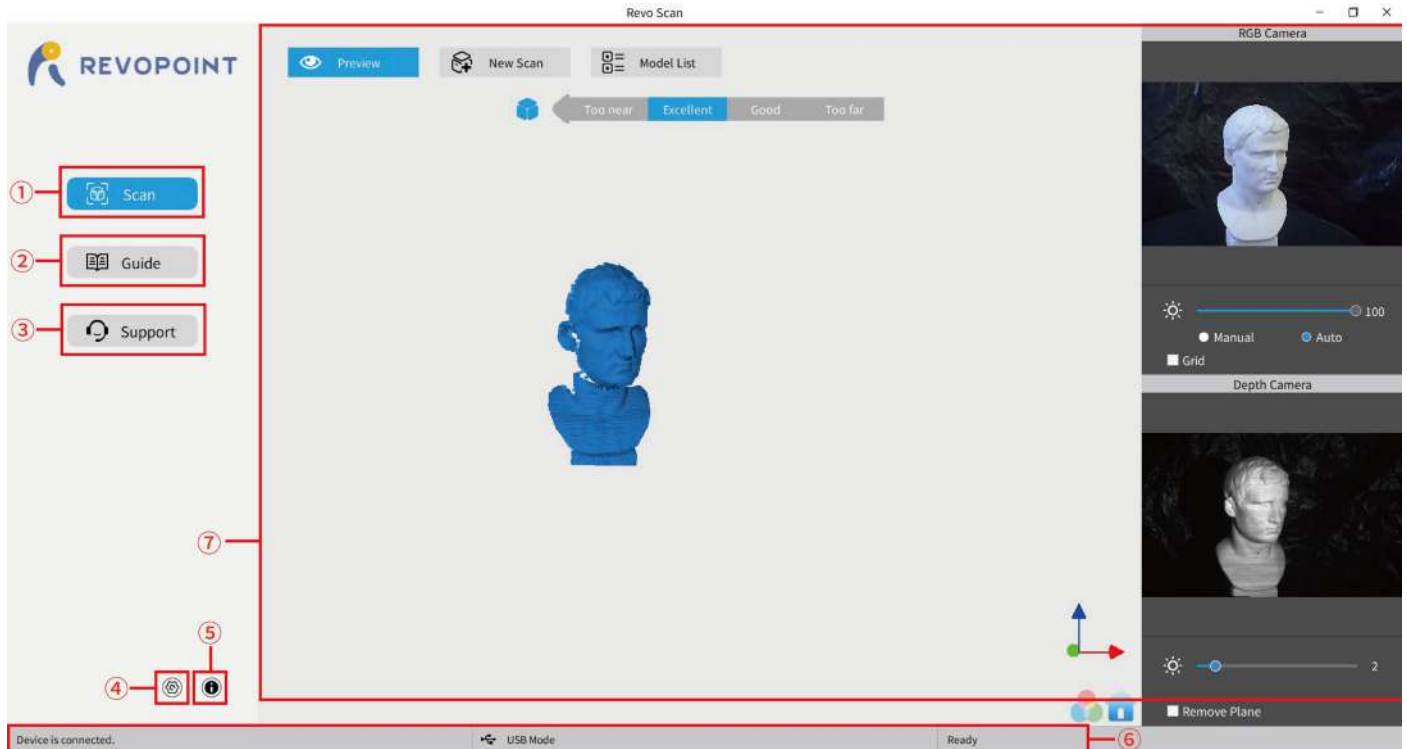 Revo Scan
REVOPOINT
Preview
New Scan
Model List
Too near
Excellent
Good
Too far
① Scan
② Guide
③ Support
④
⑤
⑥
⑦
RGB Camera
100
Manual
Auto
Grid
Depth Camera
2
Remove Plane
Device is connected.
USB Mode
Ready